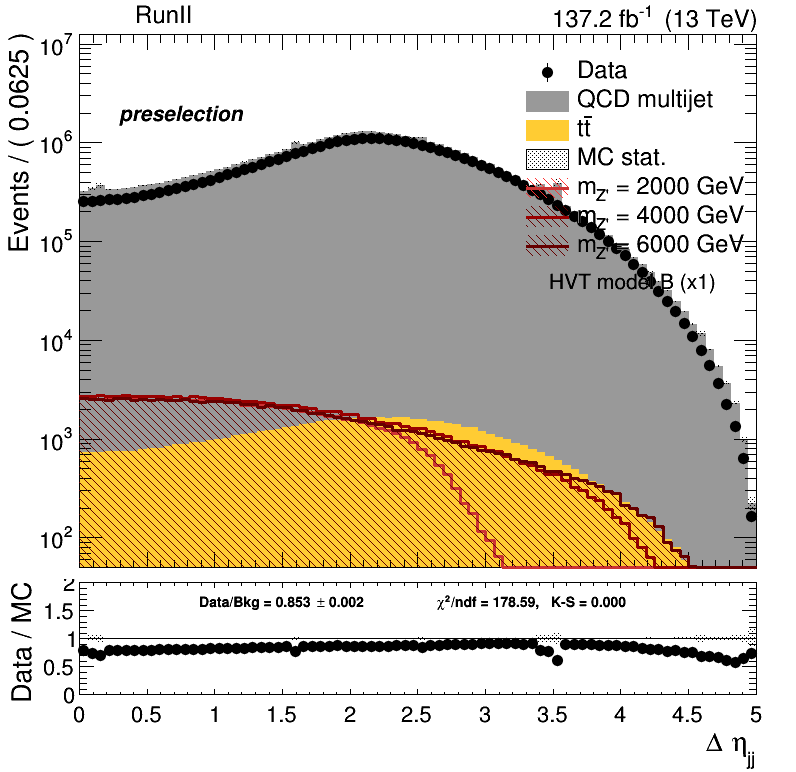 RunII
137.2 fb⁻¹ (13 TeV)
Events / ( 0.0625 )
10⁷
10⁶
10⁵
10⁴
10³
10²
preselection
Data
QCD multijet
tt̄
MC stat.
m_Z' = 2000 GeV
m_Z' = 4000 GeV
m_Z' = 6000 GeV
HVT model B (x1)
Data / MC
2
1.5
1
0.5
0
Data/Bkg = 0.853 ± 0.002
χ²/ndf = 178.59, K-S = 0.000
0 0.5 1 1.5 2 2.5 3 3.5 4 4.5 5
Δ η_jj